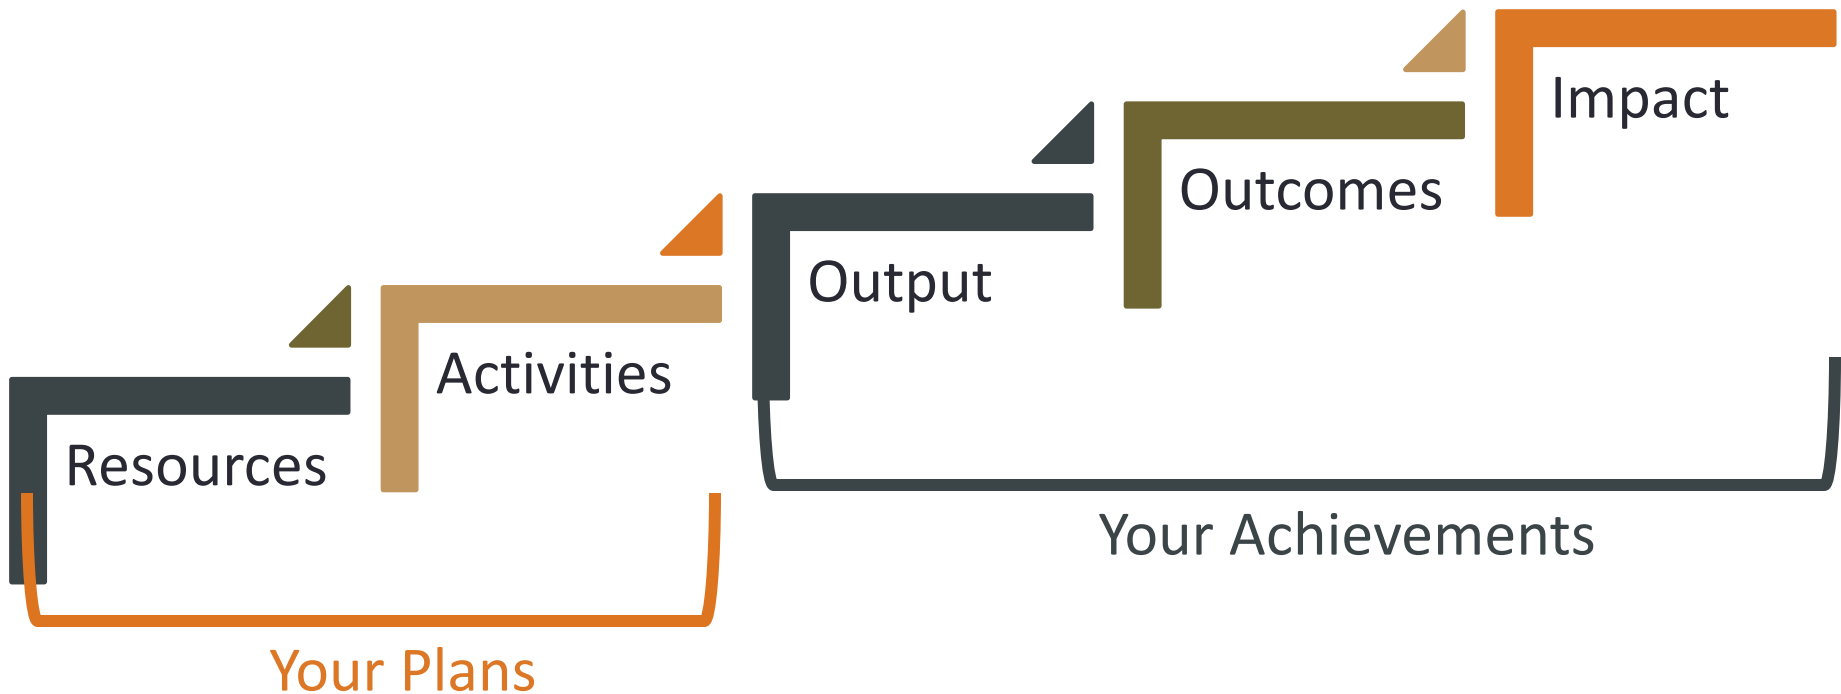 Resources
Activities
Output
Outcomes
Impact
Your Plans
Your Achievements